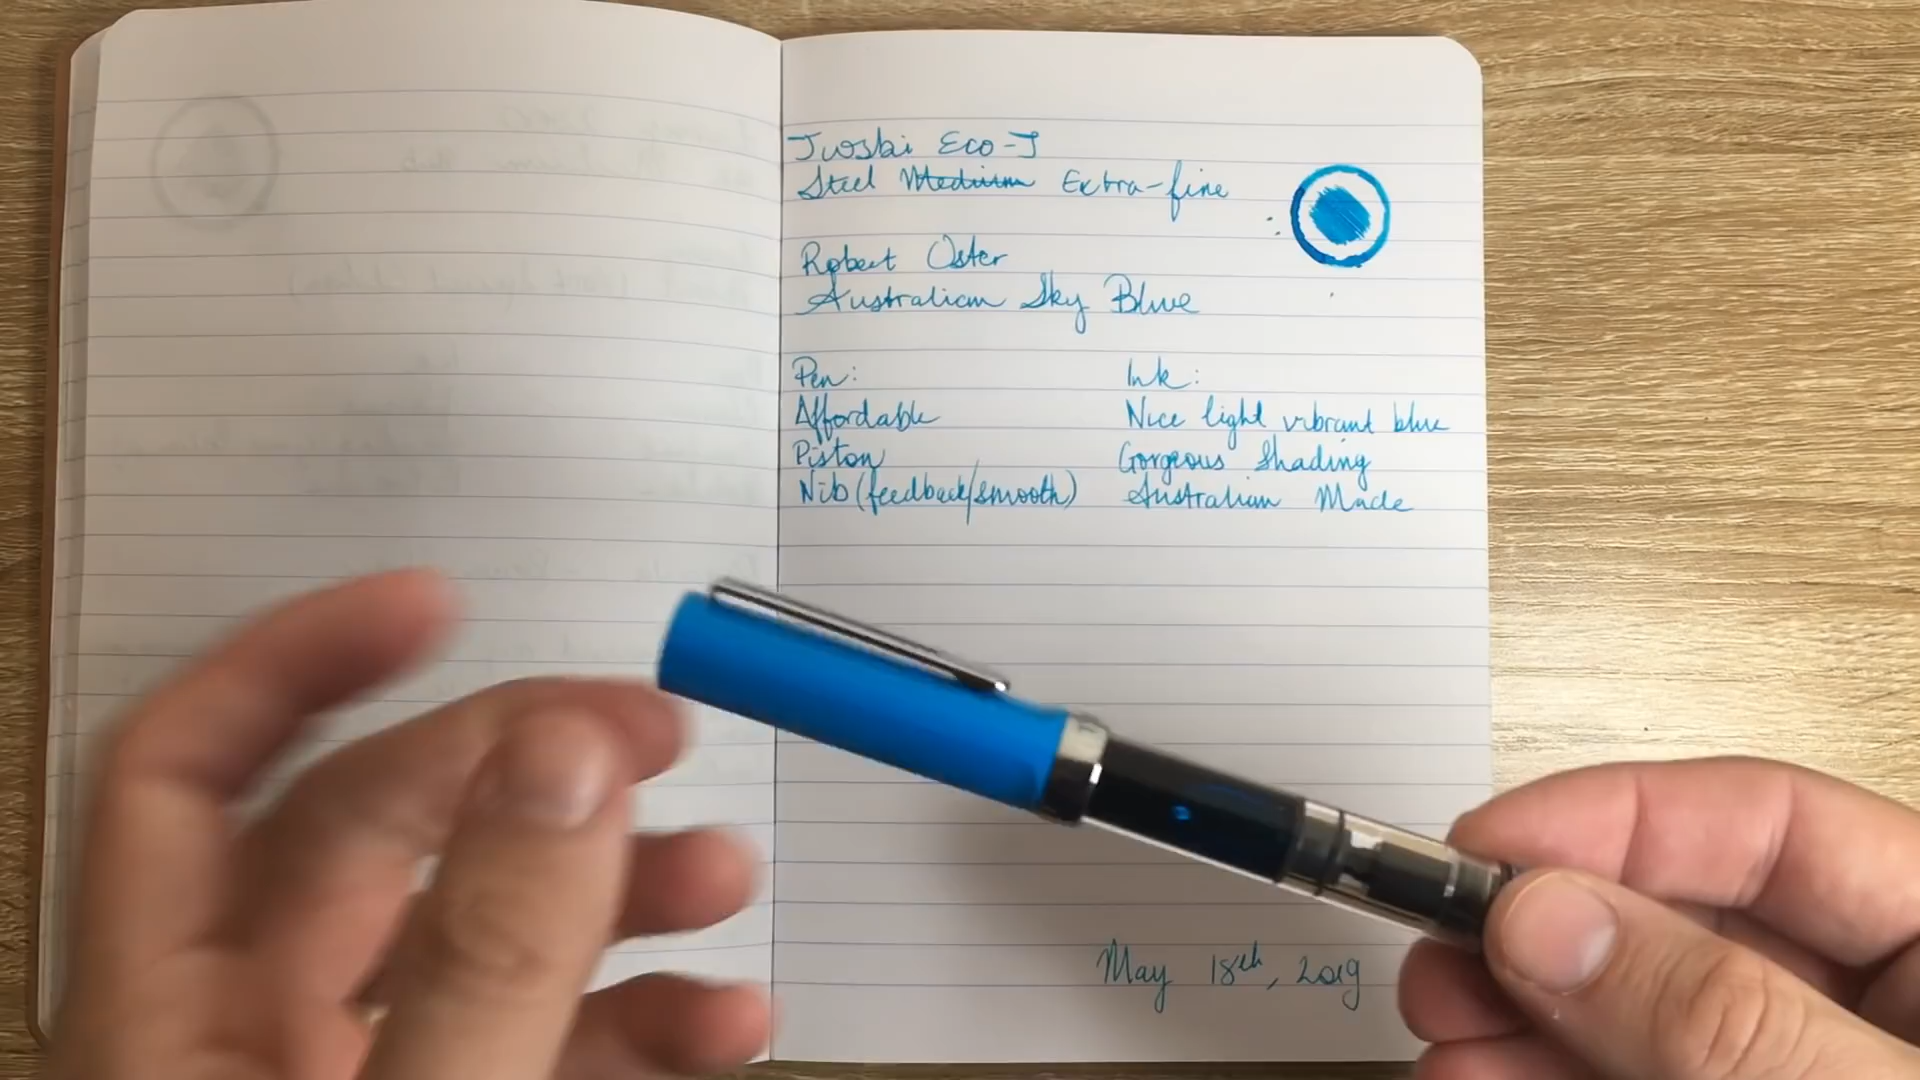 Twsbi Eco-T
Steel Medium Extra-fine
Robert Oster
Australian Sky Blue
Pen:
Affordable
Piston
Nib (feedback/smooth)
Ink:
Nice light vibrant blue
Gorgeous Shading
Australian Made
May 18th, 2019